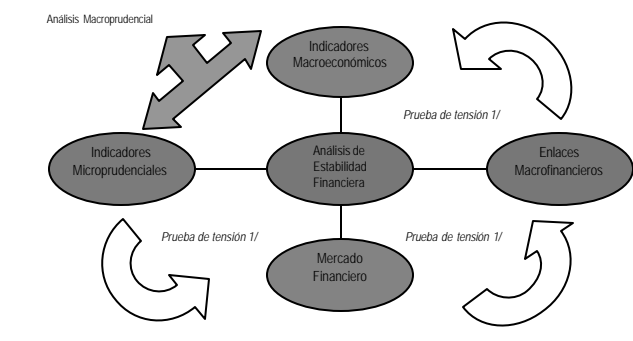 Análisis Macroprudencial
Indicadores
Macroeconómicos
Prueba de tensión 1/
Indicadores
Microprudenciales
Análisis de
Estabilidad
Financiera
Enlaces
Macrofinancieros
Prueba de tensión 1/
Prueba de tensión 1/
Mercado
Financiero